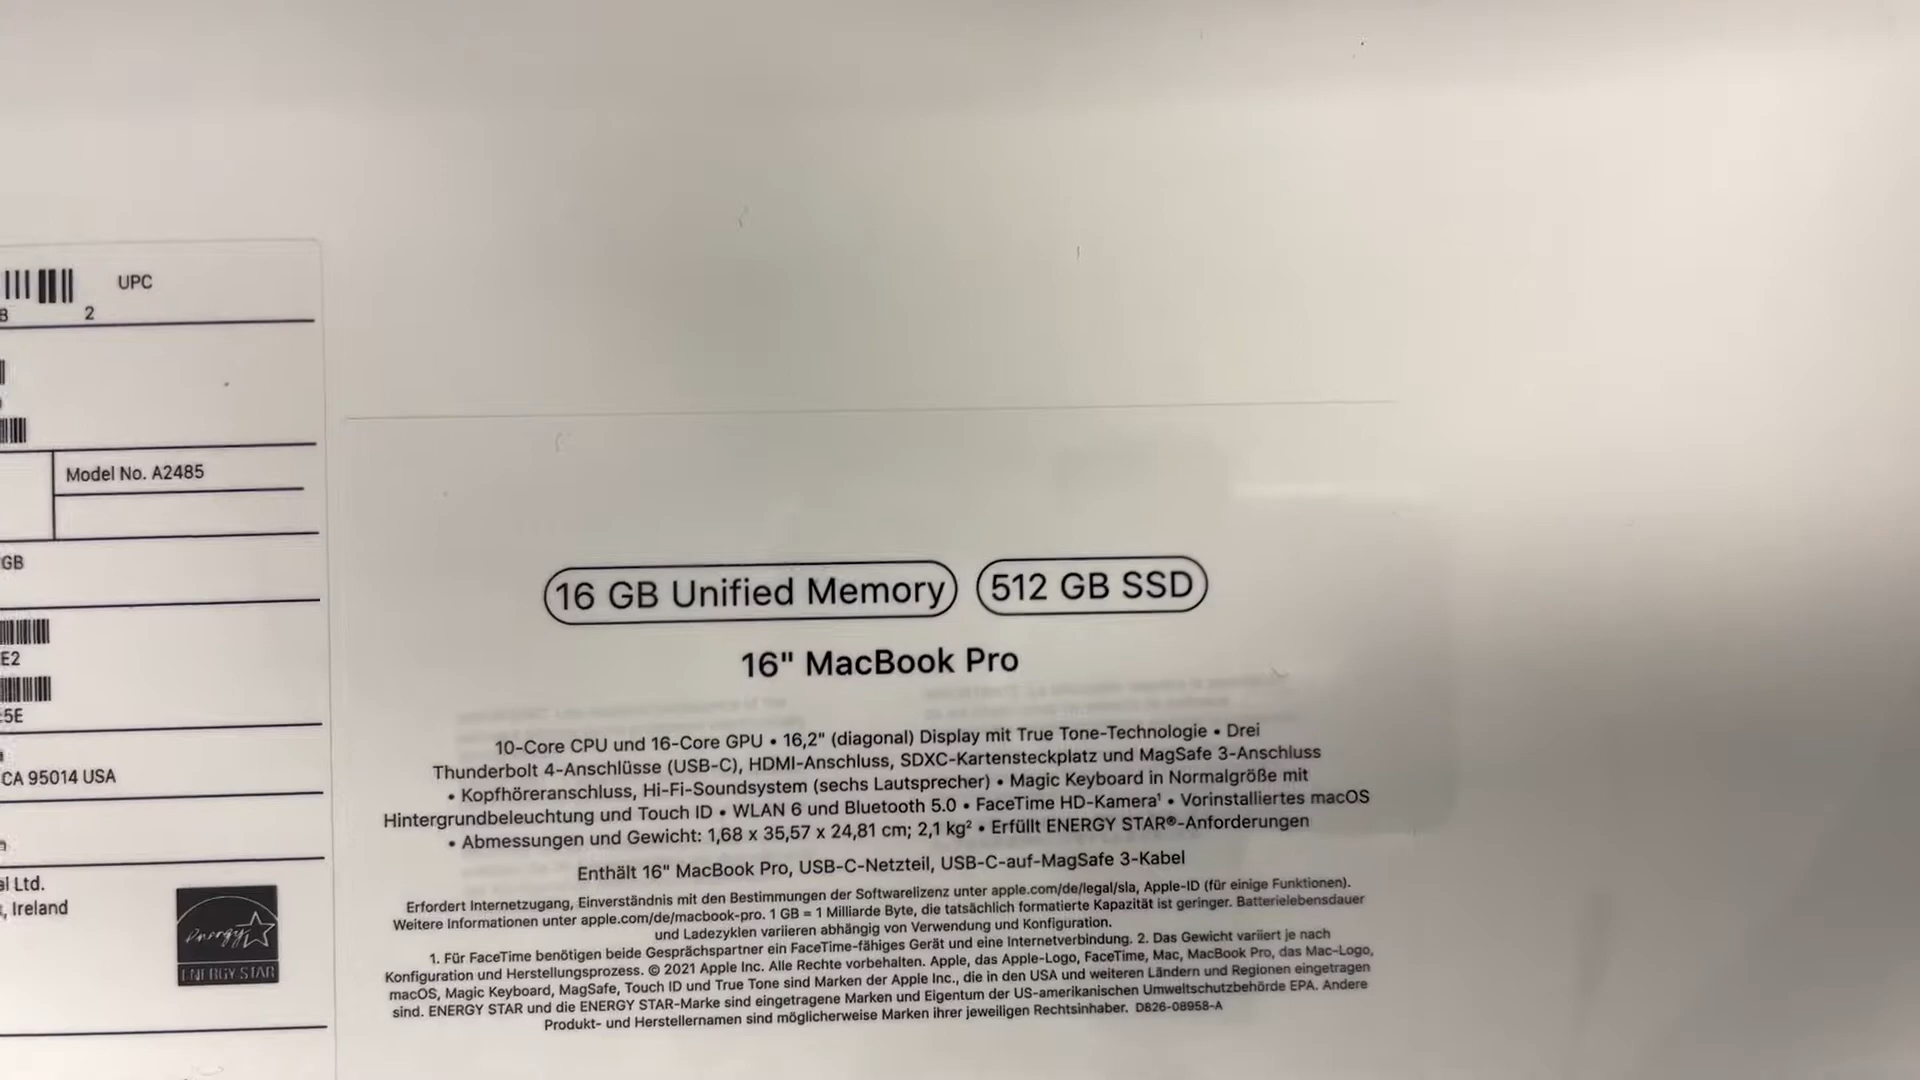 UPC
2
Model No. A2485
GB
E2
5E
CA 95014 USA
al Ltd.
, Ireland
energy
ENERGY STAR
16 GB Unified Memory
512 GB SSD
16" MacBook Pro
10-Core CPU und 16-Core GPU • 16,2" (diagonal) Display mit True Tone-Technologie • Drei
Thunderbolt 4-Anschlüsse (USB-C), HDMI-Anschluss, SDXC-Kartensteckplatz und MagSafe 3-Anschluss
• Kopfhöreranschluss, Hi-Fi-Soundsystem (sechs Lautsprecher) • Magic Keyboard in Normalgröße mit
Hintergrundbeleuchtung und Touch ID • WLAN 6 und Bluetooth 5.0 • FaceTime HD-Kamera¹ • Vorinstalliertes macOS
• Abmessungen und Gewicht: 1,68 x 35,57 x 24,81 cm; 2,1 kg² • Erfüllt ENERGY STAR®-Anforderungen
Enthält 16" MacBook Pro, USB-C-Netzteil, USB-C-auf-MagSafe 3-Kabel
Erfordert Internetzugang, Einverständnis mit den Bestimmungen der Softwarelizenz unter apple.com/de/legal/sla, Apple-ID (für einige Funktionen).
Weitere Informationen unter apple.com/de/macbook-pro. 1 GB = 1 Milliarde Byte, die tatsächlich formatierte Kapazität ist geringer. Batterielebensdauer
und Ladezyklen variieren abhängig von Verwendung und Konfiguration.
1. Für FaceTime benötigen beide Gesprächspartner ein FaceTime-fähiges Gerät und eine Internetverbindung. 2. Das Gewicht variiert je nach
Konfiguration und Herstellungsprozess. © 2021 Apple Inc. Alle Rechte vorbehalten. Apple, das Apple-Logo, FaceTime, Mac, MacBook Pro, das Mac-Logo,
macOS, Magic Keyboard, MagSafe, Touch ID und True Tone sind Marken der Apple Inc., die in den USA und weiteren Ländern und Regionen eingetragen
sind. ENERGY STAR und die ENERGY STAR-Marke sind eingetragene Marken und Eigentum der US-amerikanischen Umweltschutzbehörde EPA. Andere
Produkt- und Herstellernamen sind möglicherweise Marken ihrer jeweiligen Rechtsinhaber. D826-08958-A